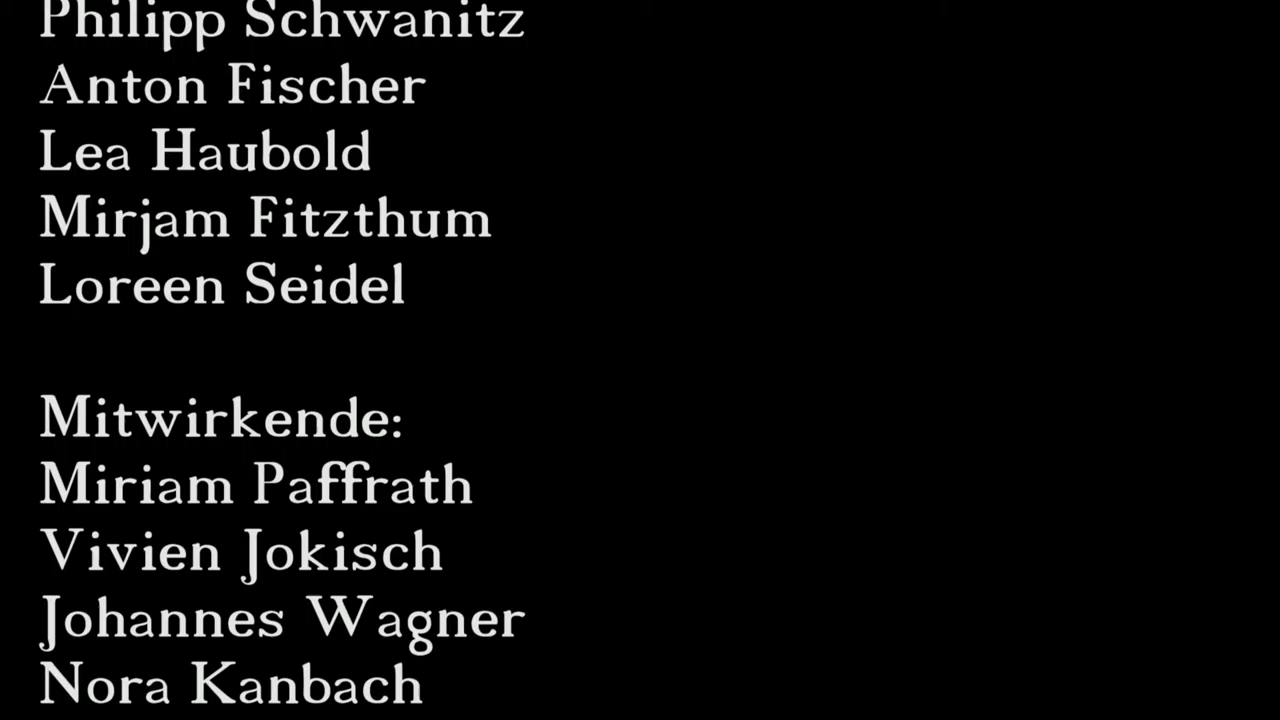 Philipp Schwanitz
Anton Fischer
Lea Haubold
Mirjam Fitzthum
Loreen Seidel
Mitwirkende:
Miriam Paffrath
Vivien Jokisch
Johannes Wagner
Nora Kanbach